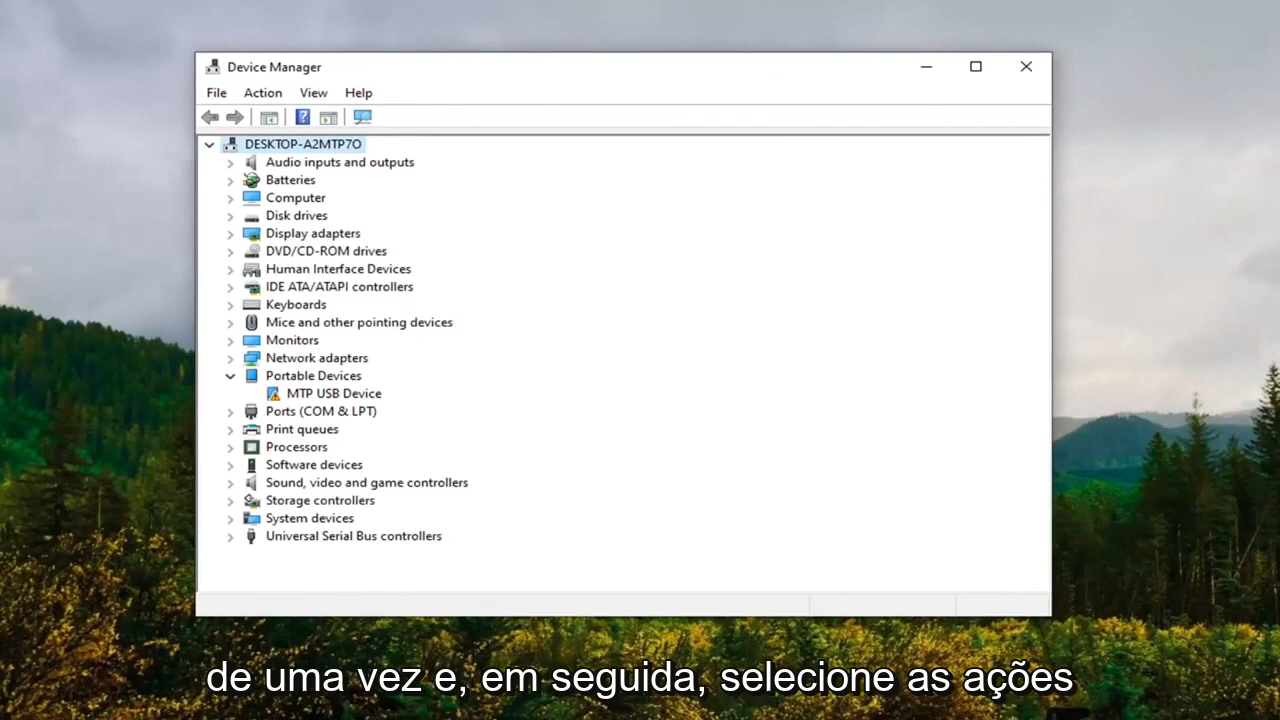 Device Manager
File Action View Help
DESKTOP-A2MTP7O
Audio inputs and outputs
Batteries
Computer
Disk drives
Display adapters
DVD/CD-ROM drives
Human Interface Devices
IDE ATA/ATAPI controllers
Keyboards
Mice and other pointing devices
Monitors
Network adapters
Portable Devices
MTP USB Device
Ports (COM & LPT)
Print queues
Processors
Software devices
Sound, video and game controllers
Storage controllers
System devices
Universal Serial Bus controllers
de uma vez e, em seguida, selecione as ações